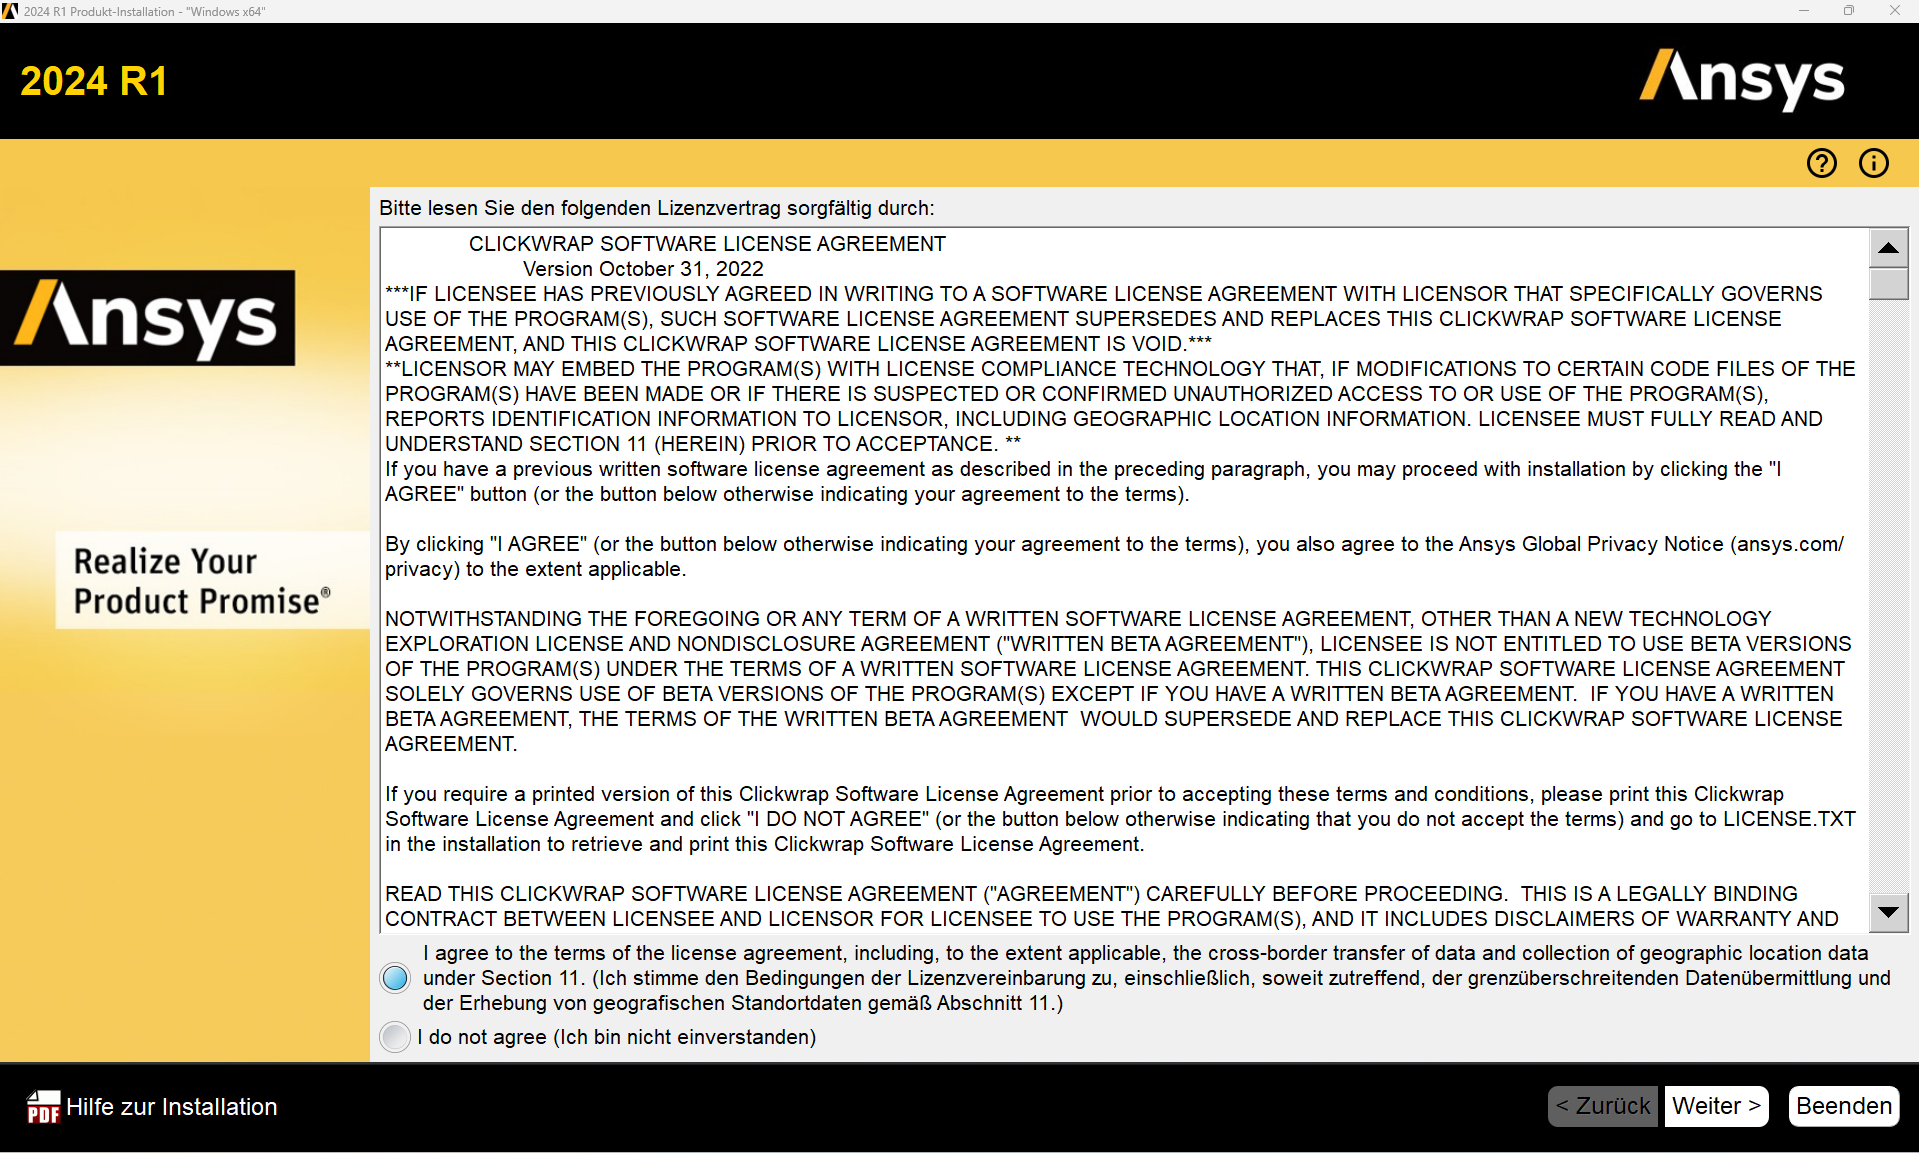 2024 R1 Produkt-Installation - "Windows x64"
2024 R1
Ansys
Bitte lesen Sie den folgenden Lizenzvertrag sorgfältig durch:
CLICKWRAP SOFTWARE LICENSE AGREEMENT
Version October 31, 2022
***IF LICENSEE HAS PREVIOUSLY AGREED IN WRITING TO A SOFTWARE LICENSE AGREEMENT WITH LICENSOR THAT SPECIFICALLY GOVERNS
USE OF THE PROGRAM(S), SUCH SOFTWARE LICENSE AGREEMENT SUPERSEDES AND REPLACES THIS CLICKWRAP SOFTWARE LICENSE
AGREEMENT, AND THIS CLICKWRAP SOFTWARE LICENSE AGREEMENT IS VOID.***
**LICENSOR MAY EMBED THE PROGRAM(S) WITH LICENSE COMPLIANCE TECHNOLOGY THAT, IF MODIFICATIONS TO CERTAIN CODE FILES OF THE
PROGRAM(S) HAVE BEEN MADE OR IF THERE IS SUSPECTED OR CONFIRMED UNAUTHORIZED ACCESS TO OR USE OF THE PROGRAM(S),
REPORTS IDENTIFICATION INFORMATION TO LICENSOR, INCLUDING GEOGRAPHIC LOCATION INFORMATION. LICENSEE MUST FULLY READ AND
UNDERSTAND SECTION 11 (HEREIN) PRIOR TO ACCEPTANCE. **
If you have a previous written software license agreement as described in the preceding paragraph, you may proceed with installation by clicking the "I
AGREE" button (or the button below otherwise indicating your agreement to the terms).
By clicking "I AGREE" (or the button below otherwise indicating your agreement to the terms), you also agree to the Ansys Global Privacy Notice (ansys.com/
privacy) to the extent applicable.
NOTWITHSTANDING THE FOREGOING OR ANY TERM OF A WRITTEN SOFTWARE LICENSE AGREEMENT, OTHER THAN A NEW TECHNOLOGY
EXPLORATION LICENSE AND NONDISCLOSURE AGREEMENT ("WRITTEN BETA AGREEMENT"), LICENSEE IS NOT ENTITLED TO USE BETA VERSIONS
OF THE PROGRAM(S) UNDER THE TERMS OF A WRITTEN SOFTWARE LICENSE AGREEMENT. THIS CLICKWRAP SOFTWARE LICENSE AGREEMENT
SOLELY GOVERNS USE OF BETA VERSIONS OF THE PROGRAM(S) EXCEPT IF YOU HAVE A WRITTEN BETA AGREEMENT.  IF YOU HAVE A WRITTEN
BETA AGREEMENT, THE TERMS OF THE WRITTEN BETA AGREEMENT  WOULD SUPERSEDE AND REPLACE THIS CLICKWRAP SOFTWARE LICENSE
AGREEMENT.
If you require a printed version of this Clickwrap Software License Agreement prior to accepting these terms and conditions, please print this Clickwrap
Software License Agreement and click "I DO NOT AGREE" (or the button below otherwise indicating that you do not accept the terms) and go to LICENSE.TXT
in the installation to retrieve and print this Clickwrap Software License Agreement.
READ THIS CLICKWRAP SOFTWARE LICENSE AGREEMENT ("AGREEMENT") CAREFULLY BEFORE PROCEEDING.  THIS IS A LEGALLY BINDING
CONTRACT BETWEEN LICENSEE AND LICENSOR FOR LICENSEE TO USE THE PROGRAM(S), AND IT INCLUDES DISCLAIMERS OF WARRANTY AND
Ansys
Realize Your
Product Promise®
I agree to the terms of the license agreement, including, to the extent applicable, the cross-border transfer of data and collection of geographic location data
under Section 11. (Ich stimme den Bedingungen der Lizenzvereinbarung zu, einschließlich, soweit zutreffend, der grenzüberschreitenden Datenübermittlung und
der Erhebung von geografischen Standortdaten gemäß Abschnitt 11.)
I do not agree (Ich bin nicht einverstanden)
PDF Hilfe zur Installation
< Zurück
Weiter >
Beenden